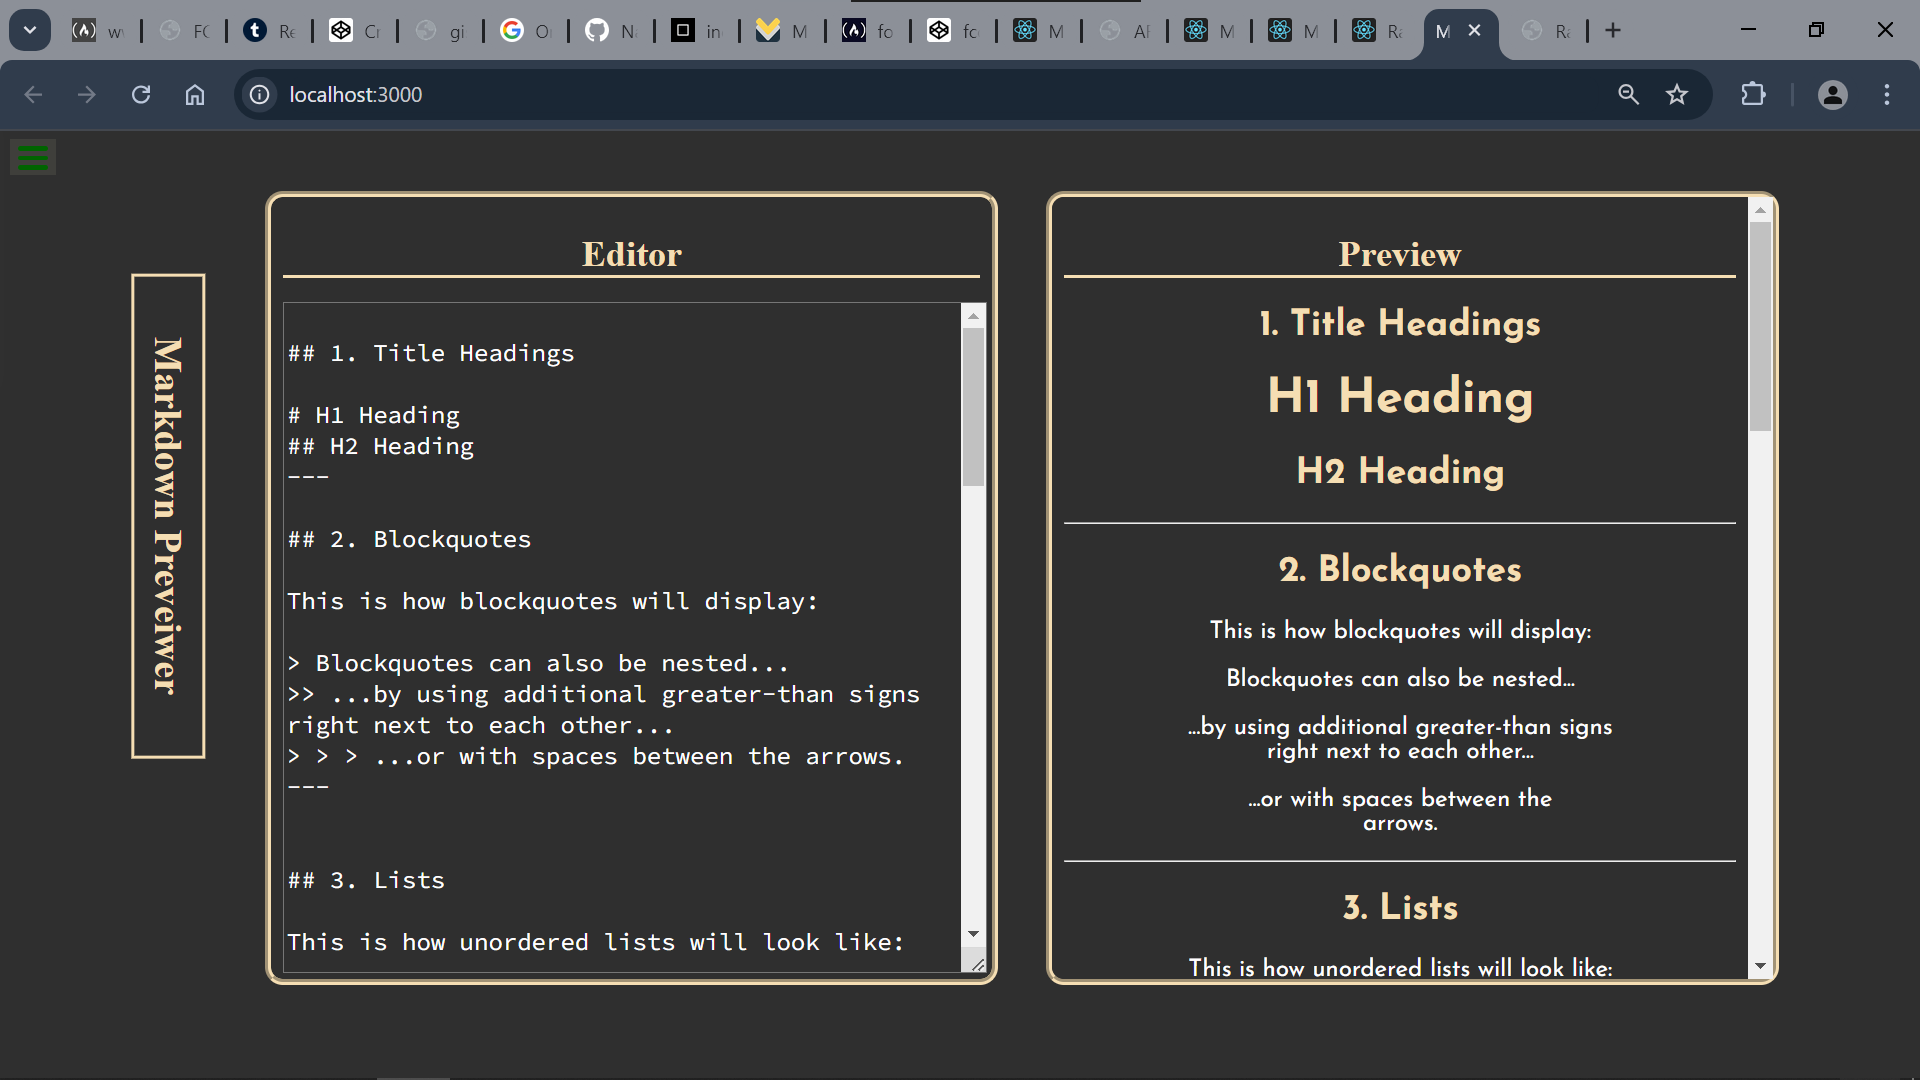 w
FC
Re
Cr
gi
O
N
in
M
fo
fc
M
AF
M
M
Ra
M
Ra
localhost:3000
Markdown Preveiwer
Editor
## 1. Title Headings
# H1 Heading
## H2 Heading
---
## 2. Blockquotes
This is how blockquotes will display:
> Blockquotes can also be nested...
>> ...by using additional greater-than signs
right next to each other...
> > > ...or with spaces between the arrows.
---
## 3. Lists
This is how unordered lists will look like:
Preview
1. Title Headings
H1 Heading
H2 Heading
2. Blockquotes
This is how blockquotes will display:
Blockquotes can also be nested...
...by using additional greater-than signs
right next to each other...
...or with spaces between the
arrows.
3. Lists
This is how unordered lists will look like: